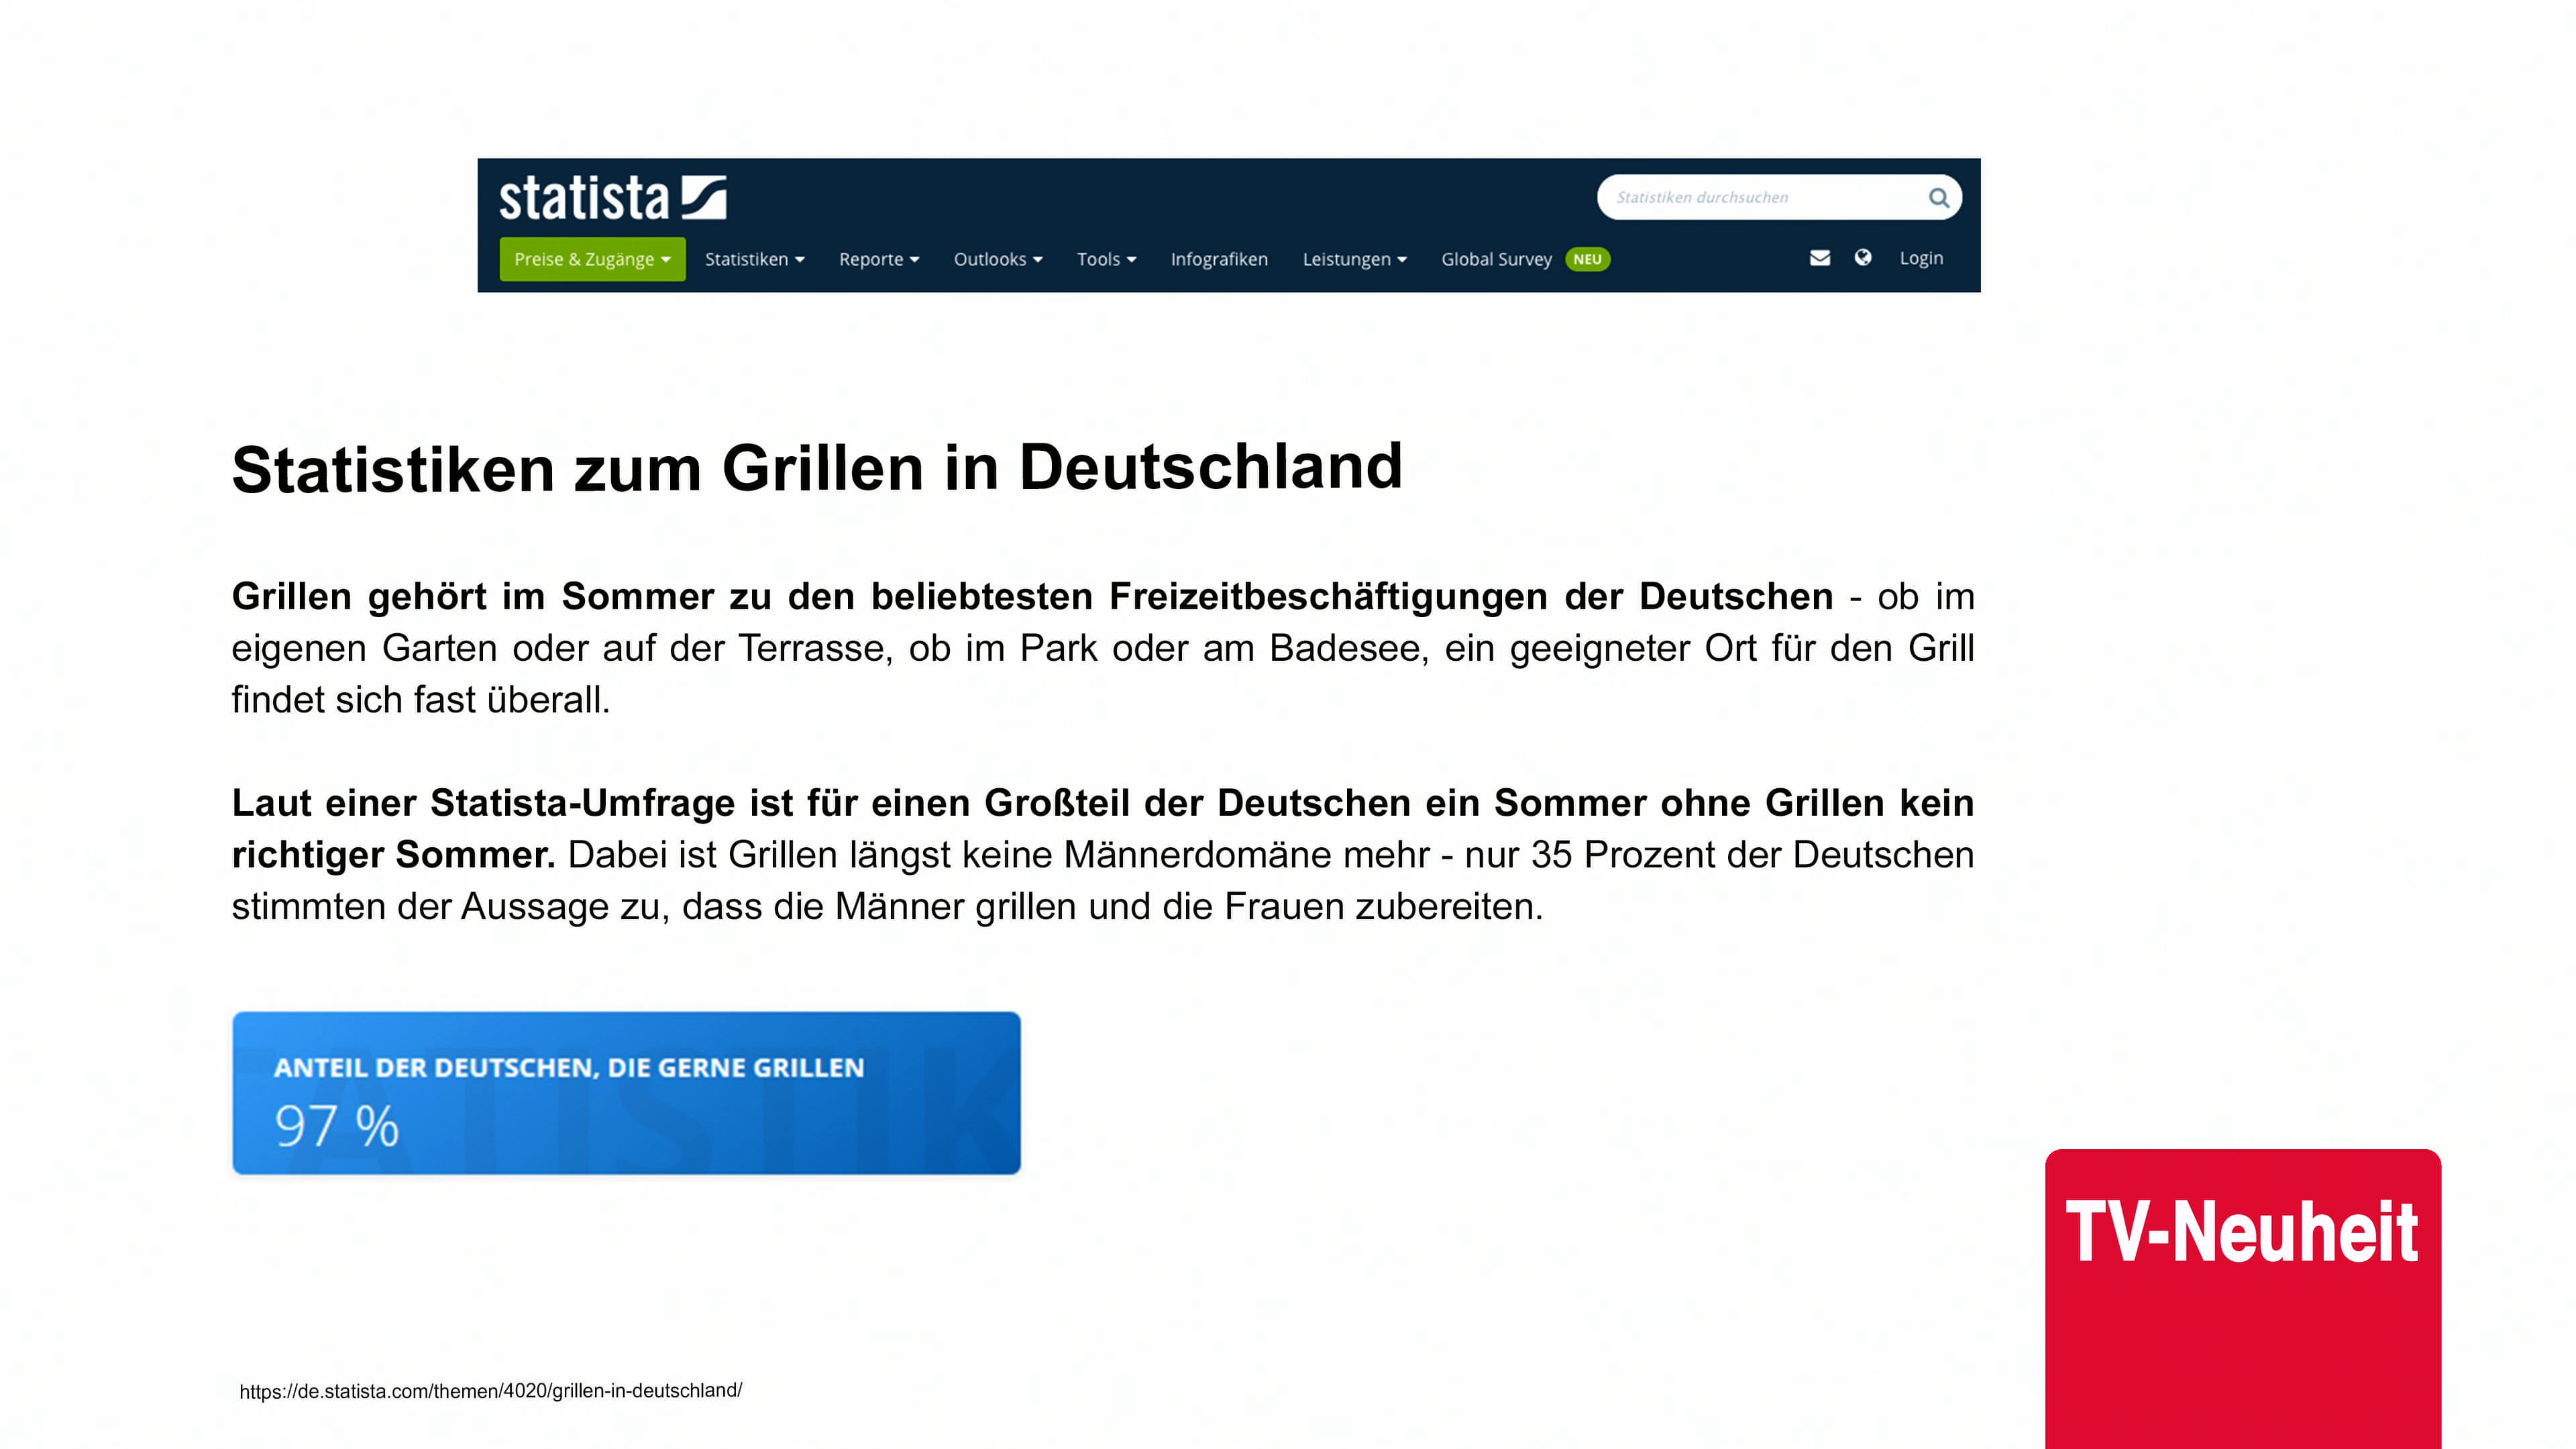 statista
Statistiken durchsuchen
Preise & Zugänge Statistiken Reporte Outlooks Tools Infografiken Leistungen Global Survey NEU Login
Statistiken zum Grillen in Deutschland
Grillen gehört im Sommer zu den beliebtesten Freizeitbeschäftigungen der Deutschen - ob im
eigenen Garten oder auf der Terrasse, ob im Park oder am Badesee, ein geeigneter Ort für den Grill
findet sich fast überall.
Laut einer Statista-Umfrage ist für einen Großteil der Deutschen ein Sommer ohne Grillen kein
richtiger Sommer. Dabei ist Grillen längst keine Männerdomäne mehr - nur 35 Prozent der Deutschen
stimmten der Aussage zu, dass die Männer grillen und die Frauen zubereiten.
ANTEIL DER DEUTSCHEN, DIE GERNE GRILLEN
97 %
TV-Neuheit
https://de.statista.com/themen/4020/grillen-in-deutschland/